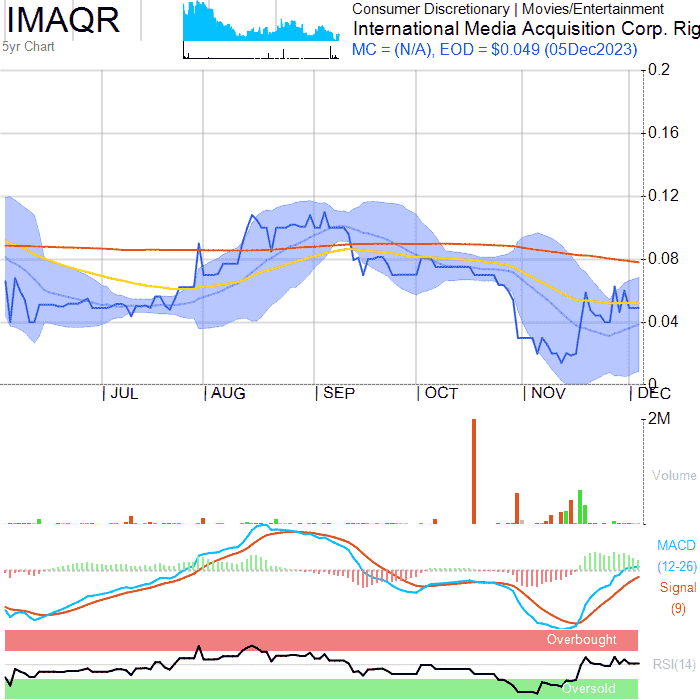 IMAQR
5yr Chart
Consumer Discretionary | Movies/Entertainment
International Media Acquisition Corp. Rig
MC = (N/A), EOD = $0.049 (05Dec2023)
0.2
0.16
0.12
0.08
0.04
0
JUL AUG SEP OCT NOV DEC
2M
Volume
MACD
(12-26)
Signal
(9)
Overbought
RSI(14)
Oversold